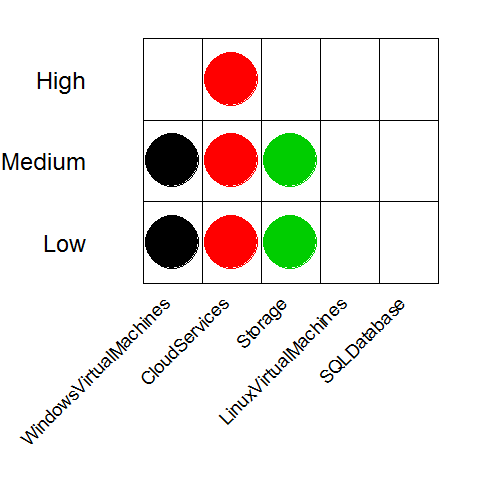 High
Medium
Low
WindowsVirtualMachines
CloudServices
Storage
LinuxVirtualMachines
SQLDatabase